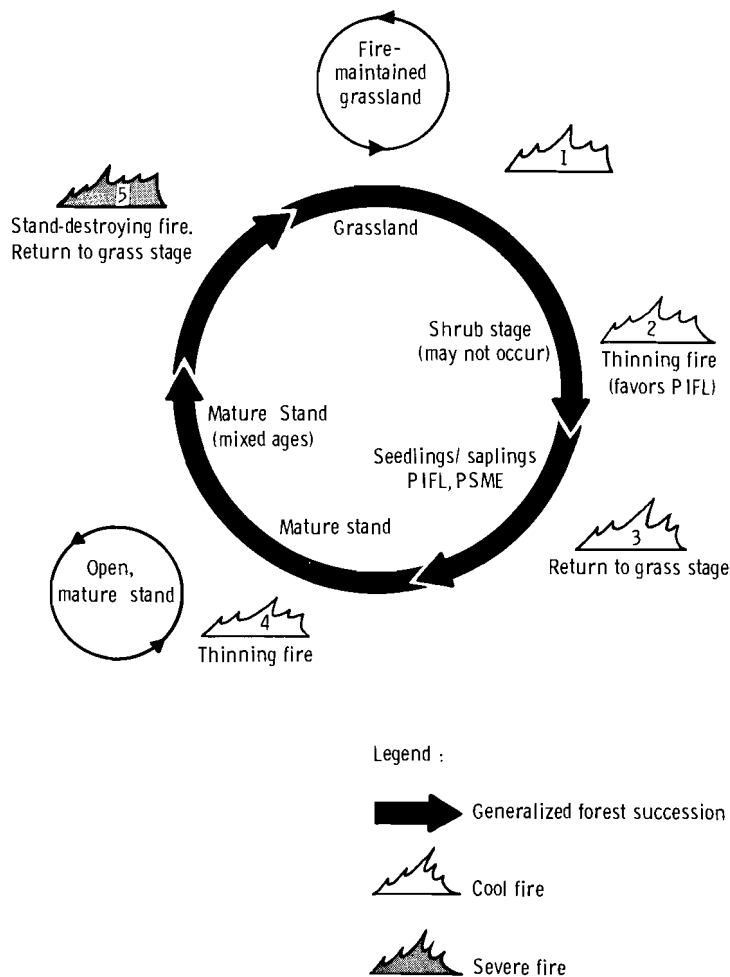 Fire-
maintained
grassland
1
5
Stand-destroying fire.
Return to grass stage
Grassland
Shrub stage
(may not occur)
2
Thinning fire
(favors PIFL)
Mature Stand
(mixed ages)
Seedlings/ saplings
PIFL, PSME
Mature stand
3
Return to grass stage
Open,
mature stand
4
Thinning fire
Legend :
Generalized forest succession
Cool fire
Severe fire